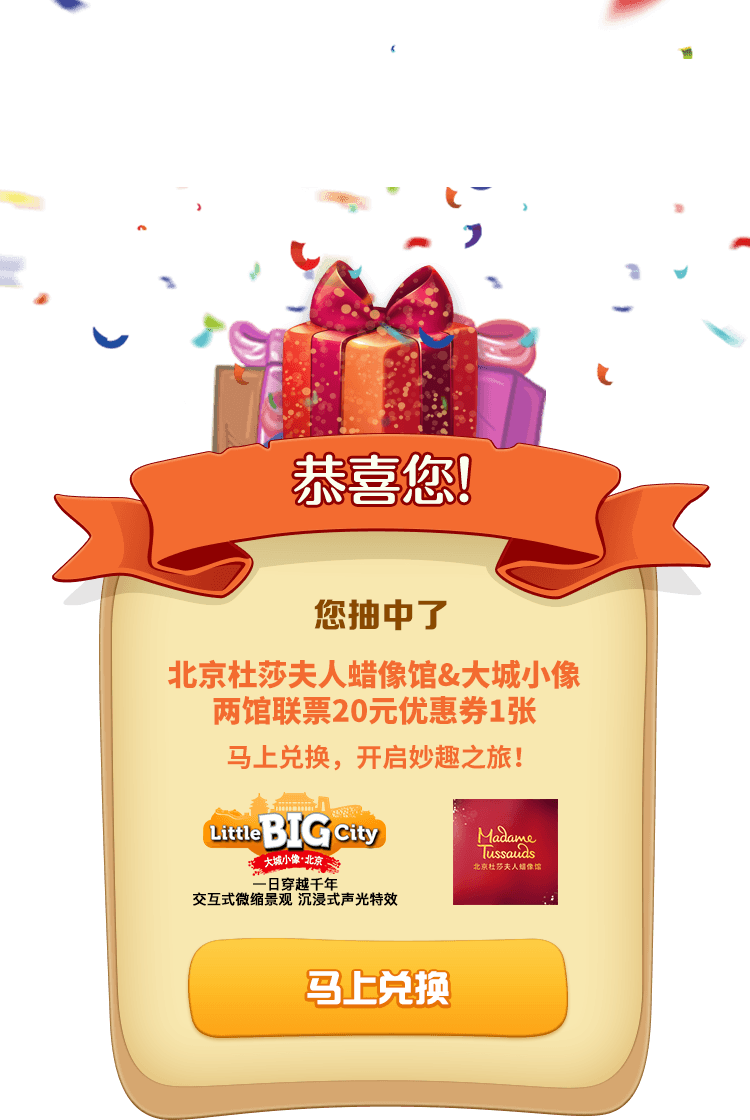 恭喜您!
您抽中了
北京杜莎夫人蜡像馆&大城小像
两馆联票20元优惠券1张
马上兑换，开启妙趣之旅！
Little BIG City
大城小像·北京
一日穿越千年
交互式微缩景观 沉浸式声光特效
Madame
Tussauds
北京杜莎夫人蜡像馆
马上兑换